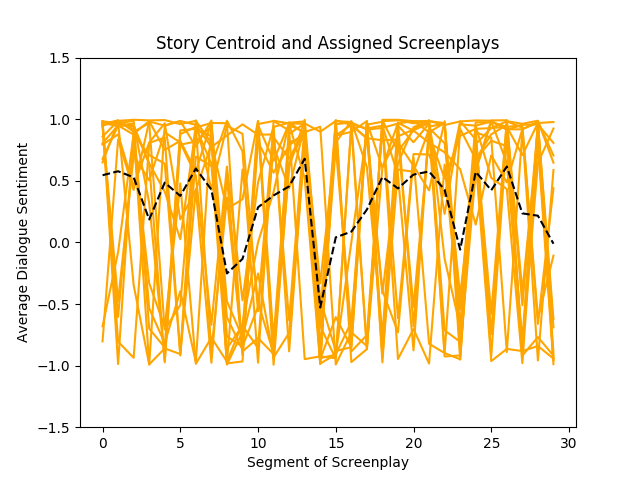 Story Centroid and Assigned Screenplays
1.5
1.0
0.5
0.0
−0.5
−1.0
−1.5
Average Dialogue Sentiment
0 5 10 15 20 25 30
Segment of Screenplay